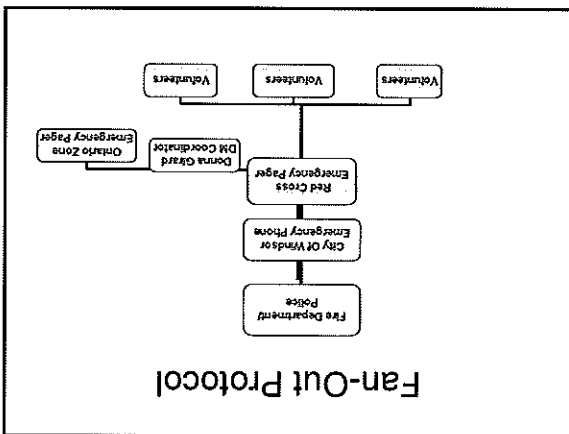 Fan-Out Protocol
Fire Department/
Police
City Of Windsor
Emergency Phone
Red Cross
Emergency Pager
Donna Girard
DM Coordinator
Ontario Zone
Emergency Pager
Volunteers
Volunteers
Volunteers